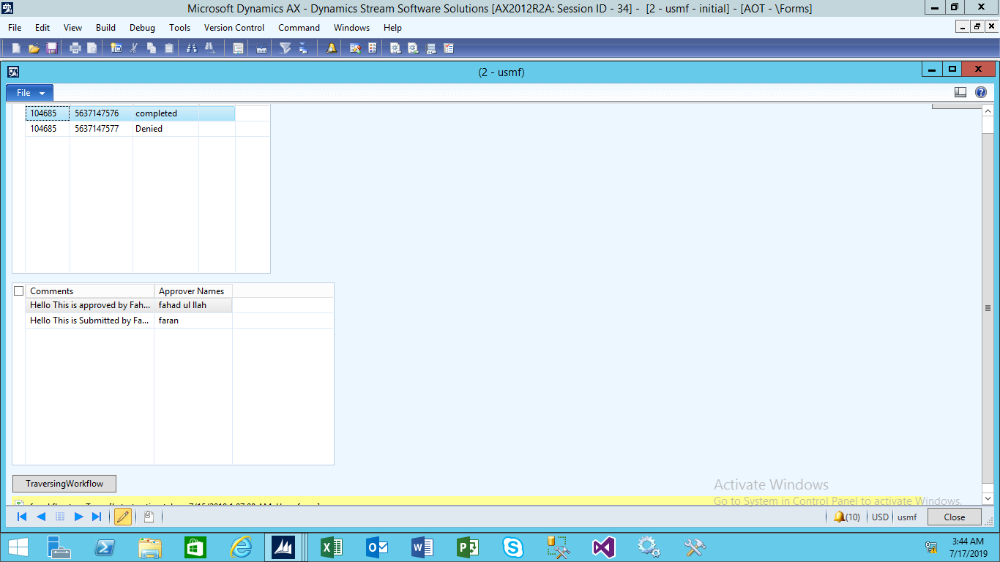 Microsoft Dynamics AX - Dynamics Stream Software Solutions [AX2012R2A: Session ID - 34] - [2 - usmf - initial] - [AOT - \Forms]
File Edit View Build Debug Tools Version Control Command Windows Help
(2 - usmf)
File
104685 5637147576 completed
104685 5637147577 Denied
Comments Approver Names
Hello This is approved by Fah... fahad ul llah
Hello This is Submitted by Fa... faran
TraversingWorkflow
Activate Windows
Go to System in Control Panel to activate Windows.
(10) USD usmf Close
3:44 AM
7/17/2019